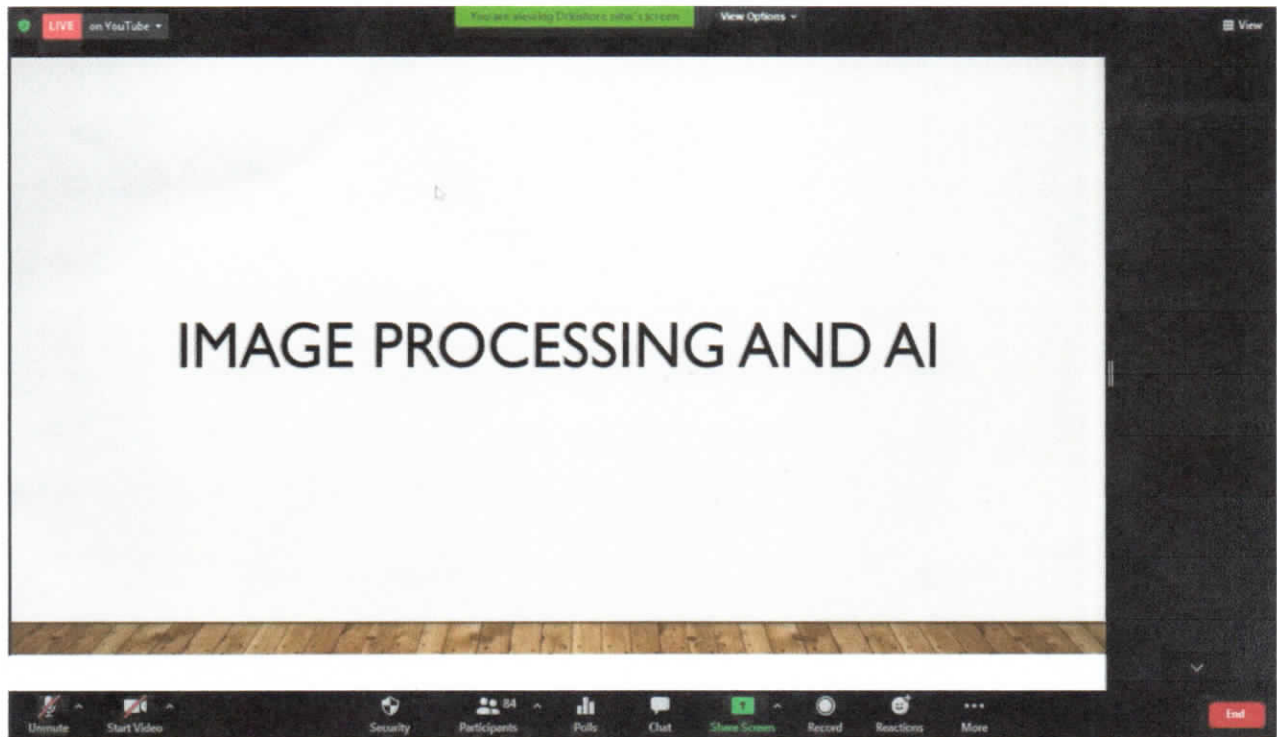 LIVE on YouTube
View Options
View
IMAGE PROCESSING AND AI
Unmute
Start Video
Security
84
Participants
Polls
Chat
Share Screen
Record
Reactions
More
End